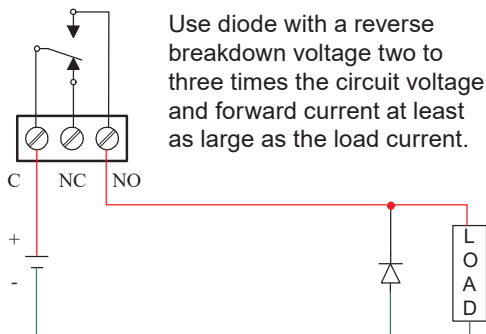 Use diode with a reverse
breakdown voltage two to
three times the circuit voltage
and forward current at least
as large as the load current.
C NC NO
+
-
L
O
A
D